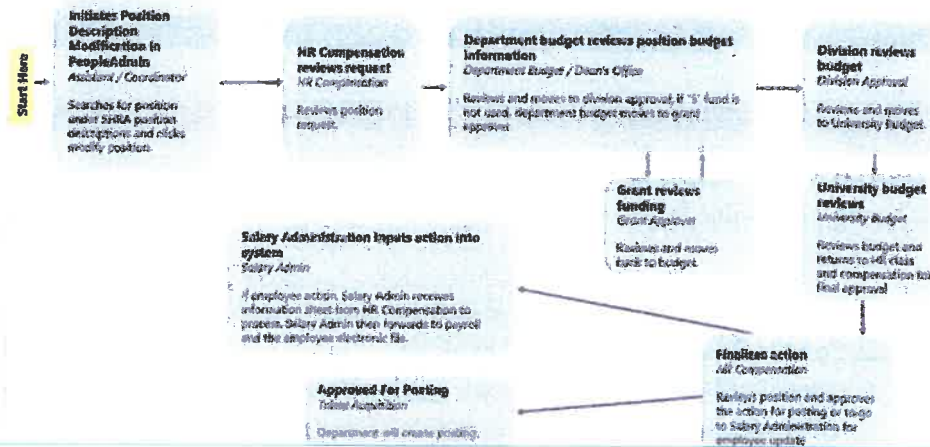 Start Here
Initiates Position
Description
Modification in
PeopleAdmin
Assistant / Coordinator
Searches for position
under SHRA position
descriptions and clicks
modify position.
HR Compensation
reviews request
HR Compensation
Reviews position
request.
Department budget reviews position budget
information
Department Budget / Dean's Office
Reviews and moves to division approval, if "S" fund is
not used, department budget moves to grant
approval
Division reviews
budget
Division Approval
Reviews and moves
to University Budget.
Grant reviews
funding
Grant Approver
Reviews and moves
back to budget.
University budget
reviews
University Budget
Reviews budget and
returns to HR class
and compensation for
final approval
Salary Administration inputs action into
system
Salary Admin
If employee action, Salary Admin receives
information sheet from HR Compensation to
process. Salary Admin then forwards to payroll
and the employee electronic file.
Finalizes action
HR Compensation
Reviews position and approves
the action for posting or to go
to Salary Administration for
employee update
Approved For Posting
Talent Acquisition
Department will create posting.